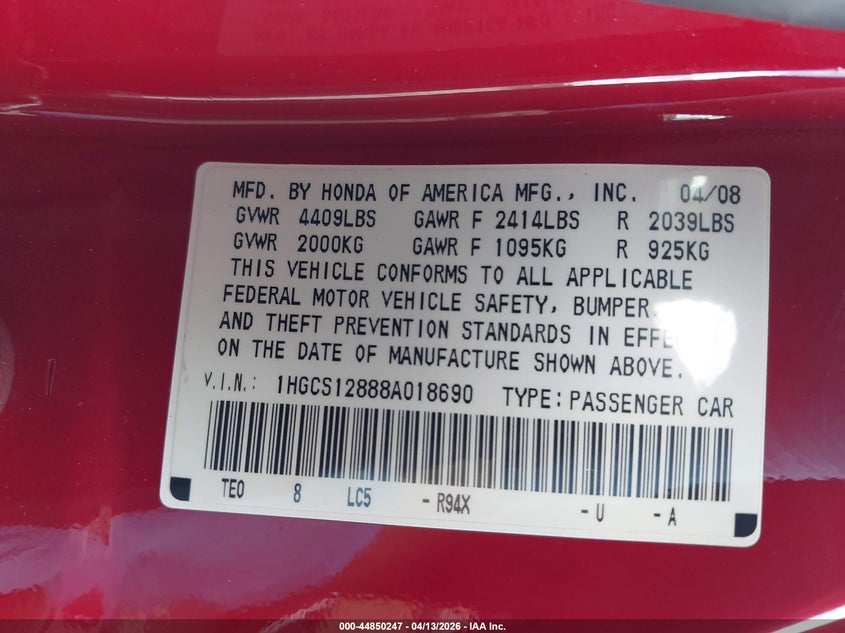 MFD. BY HONDA OF AMERICA MFG., INC. 04/08
GVWR 4409LBS GAWR F 2414LBS R 2039LBS
GVWR 2000KG GAWR F 1095KG R 925KG
THIS VEHICLE CONFORMS TO ALL APPLICABLE
FEDERAL MOTOR VEHICLE SAFETY, BUMPER,
AND THEFT PREVENTION STANDARDS IN
ON THE DATE OF MANUFACTURE SHOWN ABOVE.
V.I.N.: 1HGCS12888A018690 TYPE: PASSENGER CAR
TE0 8 LC5 - R94X - U - A
000-44850247 - 04/13/2026 - IAA Inc.